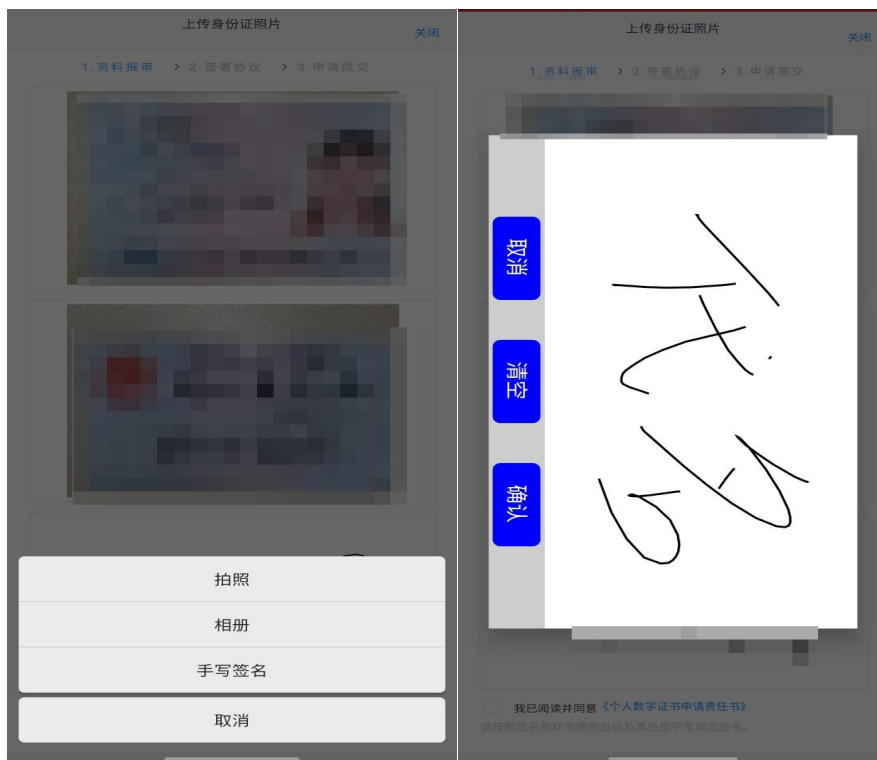 上传身份证照片
关闭
1.资料报审 > 2.签署协议 > 3.申请提交
拍照
相册
手写签名
取消
上传身份证照片
关闭
1.资料报审 > 2.签署协议 > 3.申请提交
取消
清空
确认
我已阅读并同意《个人数字证书申请责任书》
请按照签名照样例使用白纸及黑色签字笔规范签名。